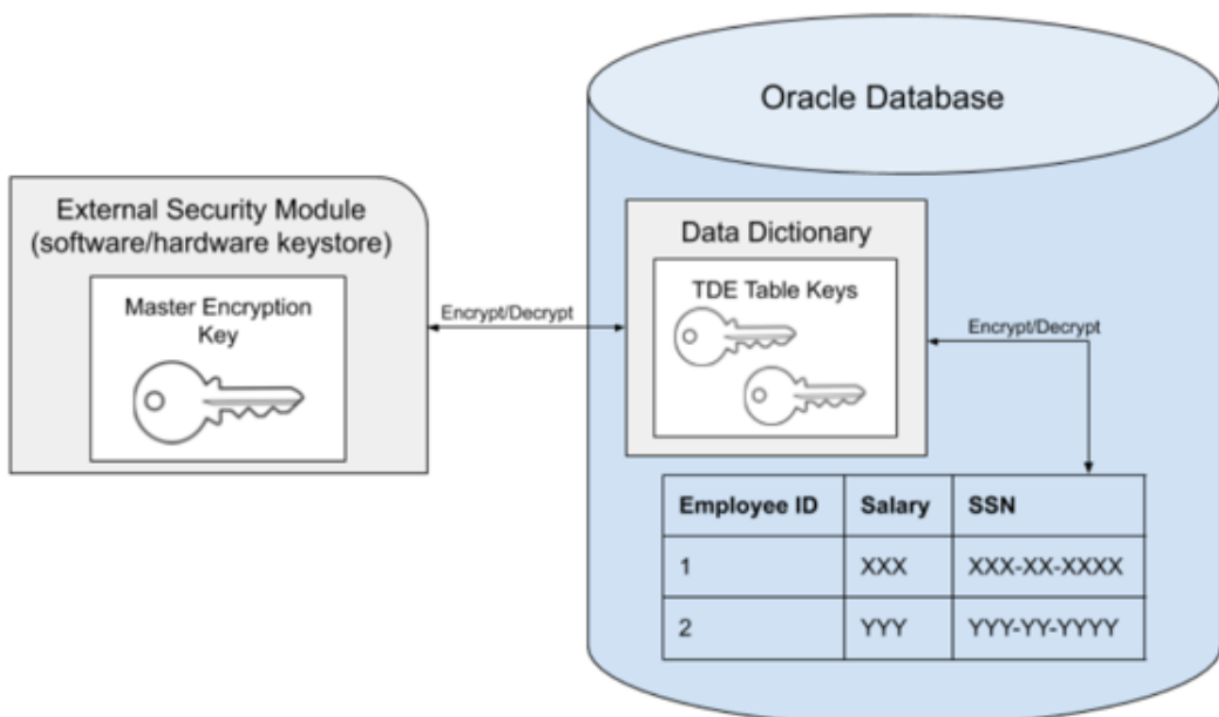 Oracle Database
External Security Module
(software/hardware keystore)
Master Encryption
Key
Encrypt/Decrypt
Data Dictionary
TDE Table Keys
Encrypt/Decrypt
Employee ID Salary SSN
1 XXX XXX-XX-XXXX
2 YYY YYY-YY-YYYY